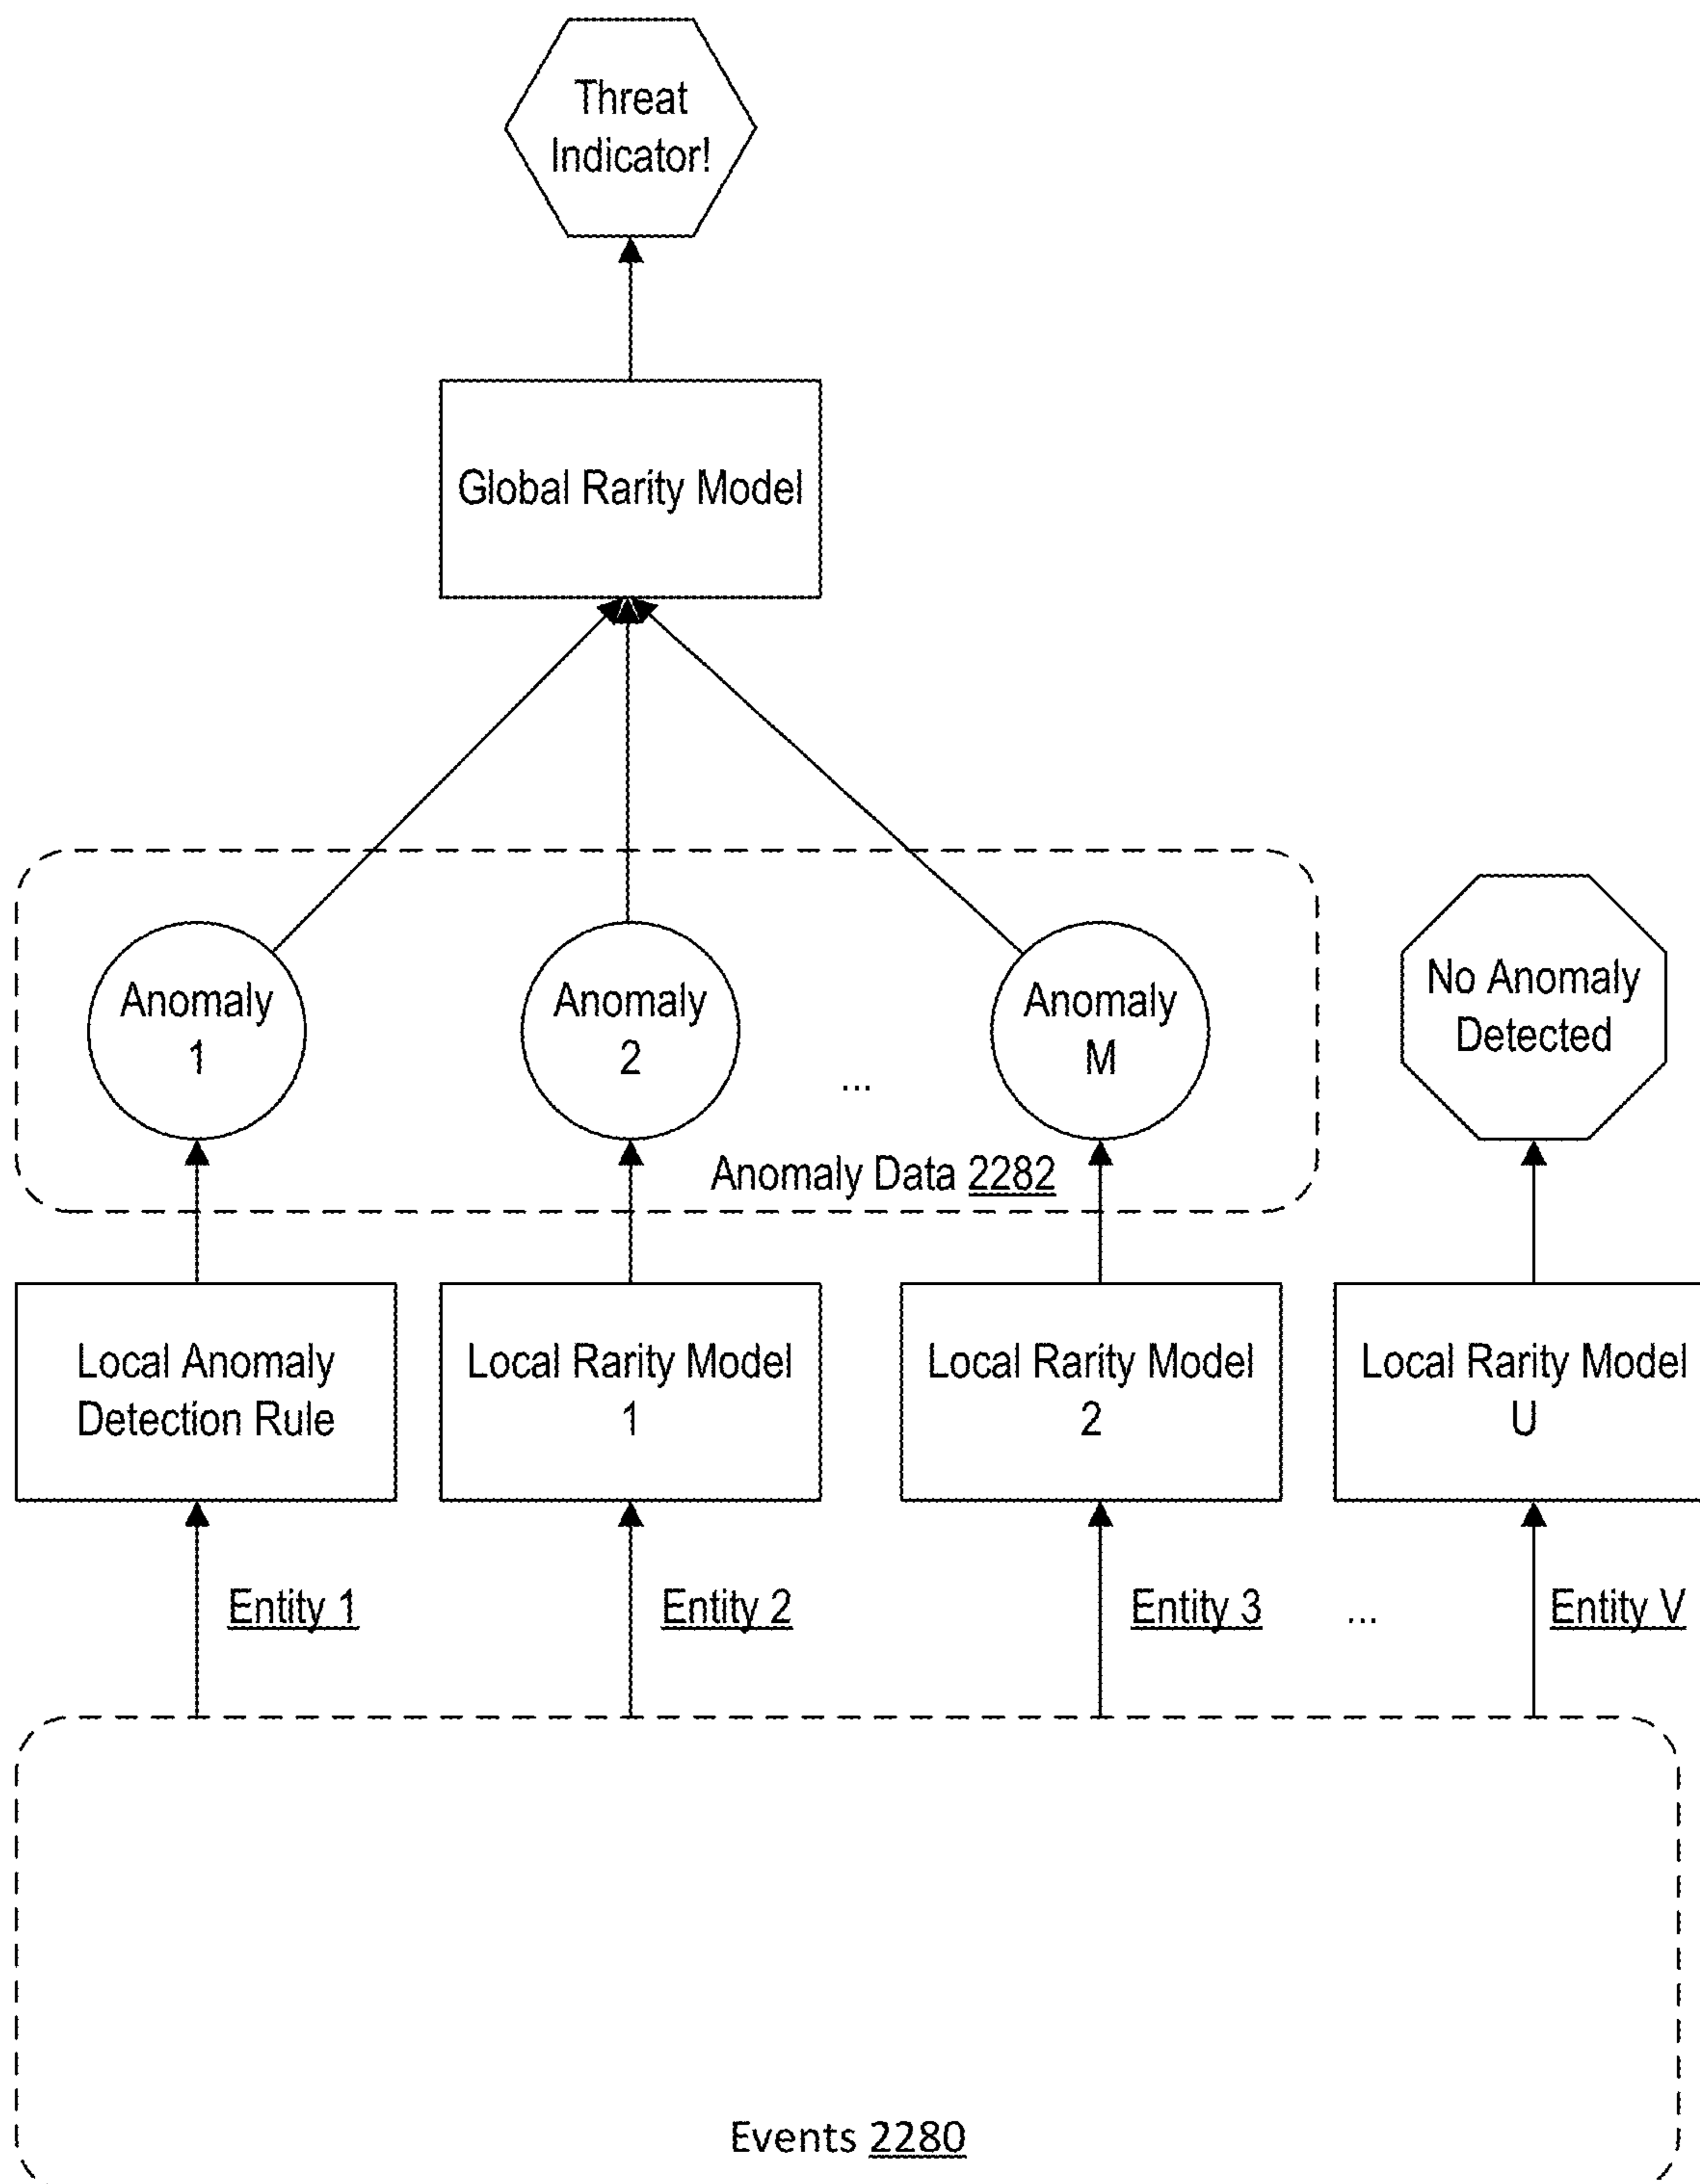 Threat
Indicator!
Global Rarity Model
Anomaly
1
Anomaly
2
...
Anomaly
M
No Anomaly
Detected
Anomaly Data 2282
Local Anomaly
Detection Rule
Local Rarity Model
1
Local Rarity Model
2
Local Rarity Model
U
Entity 1
Entity 2
Entity 3
...
Entity V
Events 2280